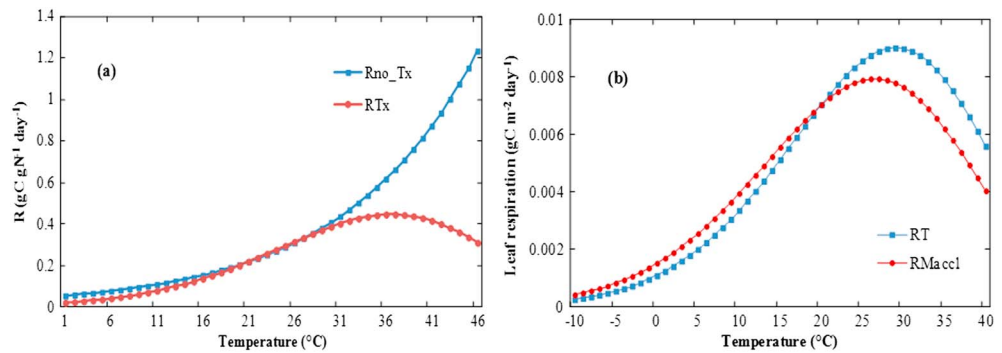 (a)
R (gC gN-1 day-1)
1.4
1.2
1
0.8
0.6
0.4
0.2
0
Rno_Tx
RTx
1 6 11 16 21 26 31 36 41 46
Temperature (°C)
(b)
Leaf respiration (gC m-2 day-1)
0.01
0.008
0.006
0.004
0.002
0
RT
RMaccl
-10 -5 0 5 10 15 20 25 30 35 40
Temperature (°C)